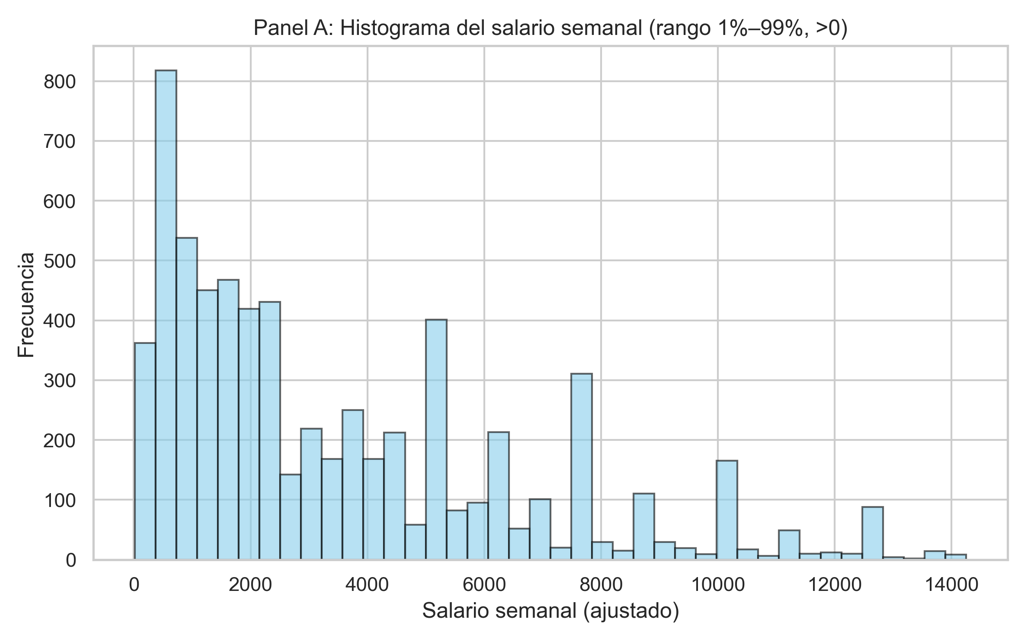 Panel A: Histograma del salario semanal (rango 1%–99%, >0)
800
700
600
500
400
300
200
100
0
Frecuencia
0 2000 4000 6000 8000 10000 12000 14000
Salario semanal (ajustado)